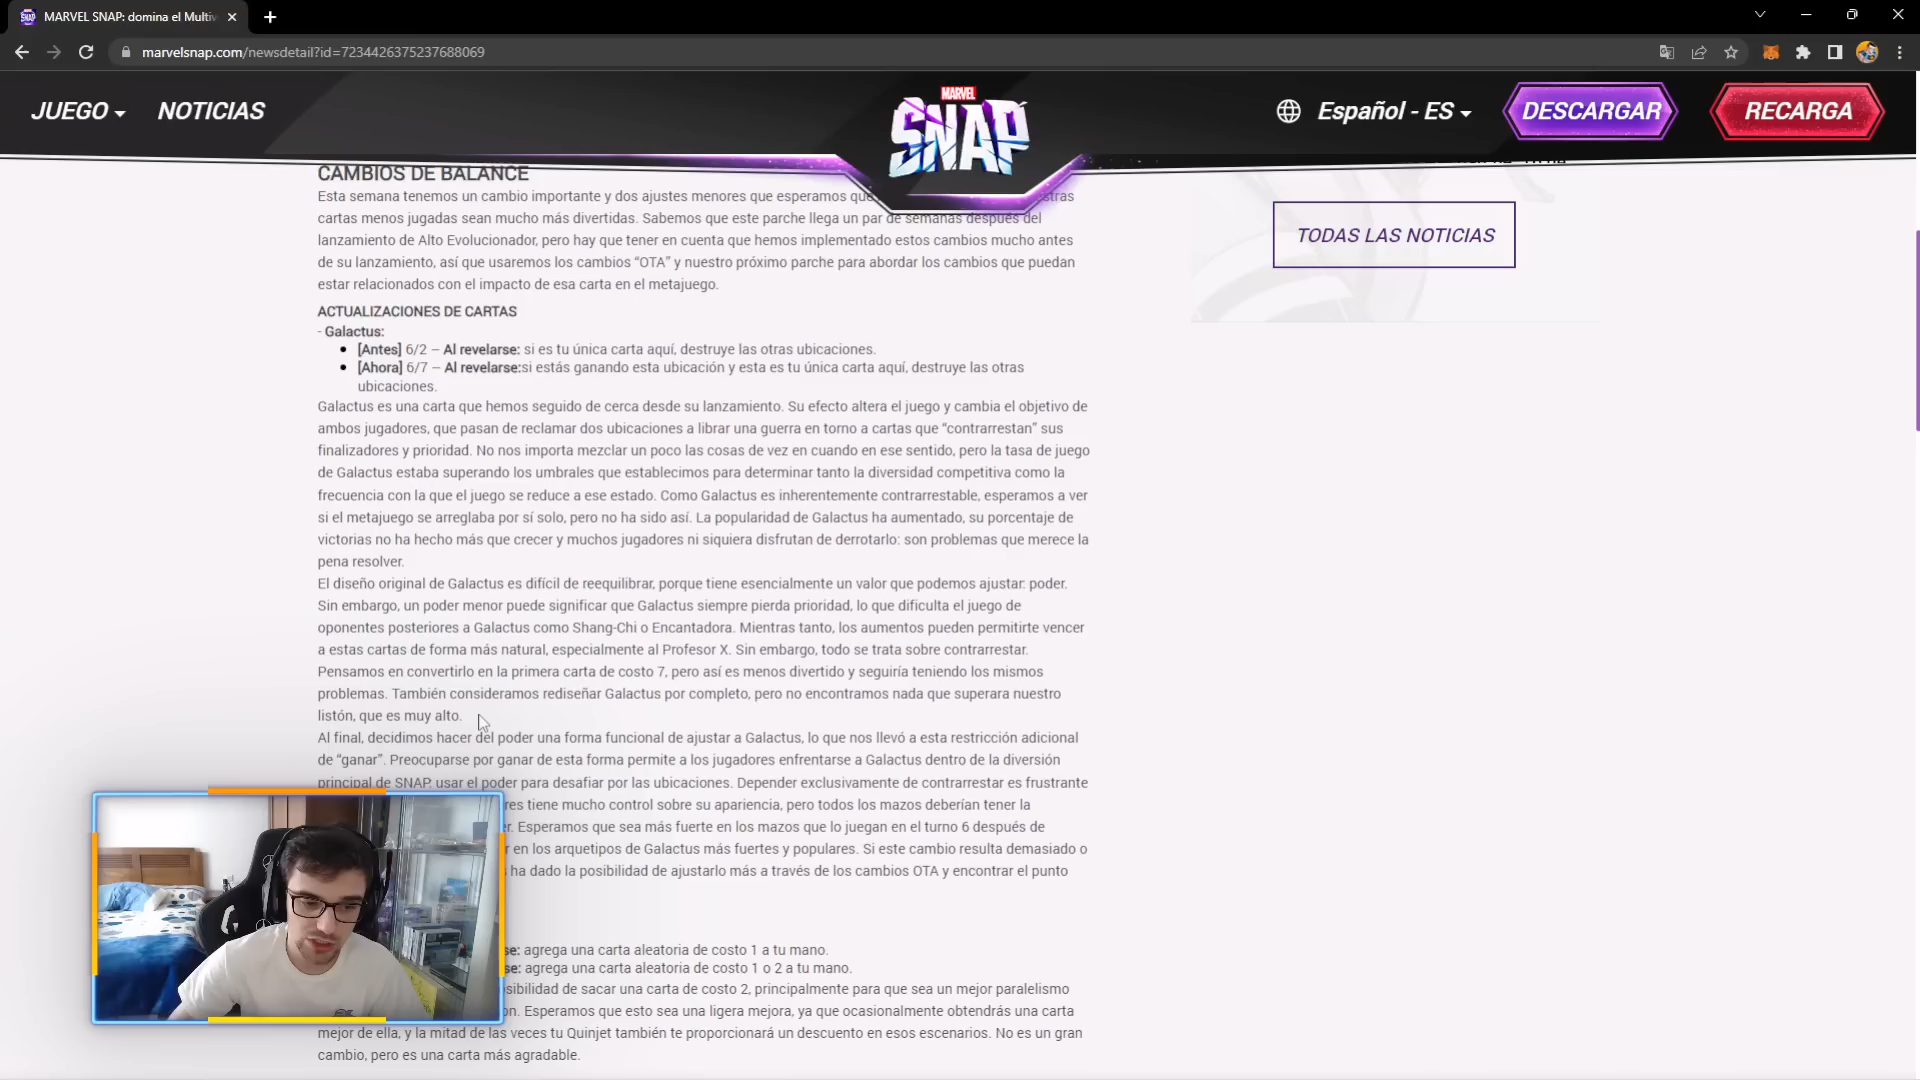 MARVEL SNAP: domina el Multiv
marvelsnap.com/newsdetail?id=7234426375237688069
JUEGO
NOTICIAS
MARVEL
SNAP
Español - ES
DESCARGAR
RECARGA
CAMBIOS DE BALANCE
Esta semana tenemos un cambio importante y dos ajustes menores que esperamos que stras
cartas menos jugadas sean mucho más divertidas. Sabemos que este parche llega un par de semanas después del
lanzamiento de Alto Evolucionador, pero hay que tener en cuenta que hemos implementado estos cambios mucho antes
de su lanzamiento, así que usaremos los cambios “OTA” y nuestro próximo parche para abordar los cambios que puedan
estar relacionados con el impacto de esa carta en el metajuego.
TODAS LAS NOTICIAS
ACTUALIZACIONES DE CARTAS
- Galactus:
• [Antes] 6/2 – Al revelarse: si es tu única carta aquí, destruye las otras ubicaciones.
• [Ahora] 6/7 – Al revelarse:si estás ganando esta ubicación y esta es tu única carta aquí, destruye las otras
ubicaciones.
Galactus es una carta que hemos seguido de cerca desde su lanzamiento. Su efecto altera el juego y cambia el objetivo de
ambos jugadores, que pasan de reclamar dos ubicaciones a librar una guerra en torno a cartas que “contrarrestan” sus
finalizadores y prioridad. No nos importa mezclar un poco las cosas de vez en cuando en ese sentido, pero la tasa de juego
de Galactus estaba superando los umbrales que establecimos para determinar tanto la diversidad competitiva como la
frecuencia con la que el juego se reduce a ese estado. Como Galactus es inherentemente contrarrestable, esperamos a ver
si el metajuego se arreglaba por sí solo, pero no ha sido así. La popularidad de Galactus ha aumentado, su porcentaje de
victorias no ha hecho más que crecer y muchos jugadores ni siquiera disfrutan de derrotarlo: son problemas que merece la
pena resolver.
El diseño original de Galactus es difícil de reequilibrar, porque tiene esencialmente un valor que podemos ajustar: poder.
Sin embargo, un poder menor puede significar que Galactus siempre pierda prioridad, lo que dificulta el juego de
oponentes posteriores a Galactus como Shang-Chi o Encantadora. Mientras tanto, los aumentos pueden permitirte vencer
a estas cartas de forma más natural, especialmente al Profesor X. Sin embargo, todo se trata sobre contrarrestar.
Pensamos en convertirlo en la primera carta de costo 7, pero así es menos divertido y seguiría teniendo los mismos
problemas. También consideramos rediseñar Galactus por completo, pero no encontramos nada que superara nuestro
listón, que es muy alto.
Al final, decidimos hacer del poder una forma funcional de ajustar a Galactus, lo que nos llevó a esta restricción adicional
de “ganar”. Preocuparse por ganar de esta forma permite a los jugadores enfrentarse a Galactus dentro de la diversión
principal de SNAP: usar el poder para desafiar por las ubicaciones. Depender exclusivamente de contrarrestar es frustrante
res tiene mucho control sobre su apariencia, pero todos los mazos deberían tener la
r. Esperamos que sea más fuerte en los mazos que lo juegan en el turno 6 después de
r en los arquetipos de Galactus más fuertes y populares. Si este cambio resulta demasiado o
s ha dado la posibilidad de ajustarlo más a través de los cambios OTA y encontrar el punto
se: agrega una carta aleatoria de costo 1 a tu mano.
se: agrega una carta aleatoria de costo 1 o 2 a tu mano.
sibilidad de sacar una carta de costo 2, principalmente para que sea un mejor paralelismo
on. Esperamos que esto sea una ligera mejora, ya que ocasionalmente obtendrás una carta
mejor de ella, y la mitad de las veces tu Quinjet también te proporcionará un descuento en esos escenarios. No es un gran
cambio, pero es una carta más agradable.